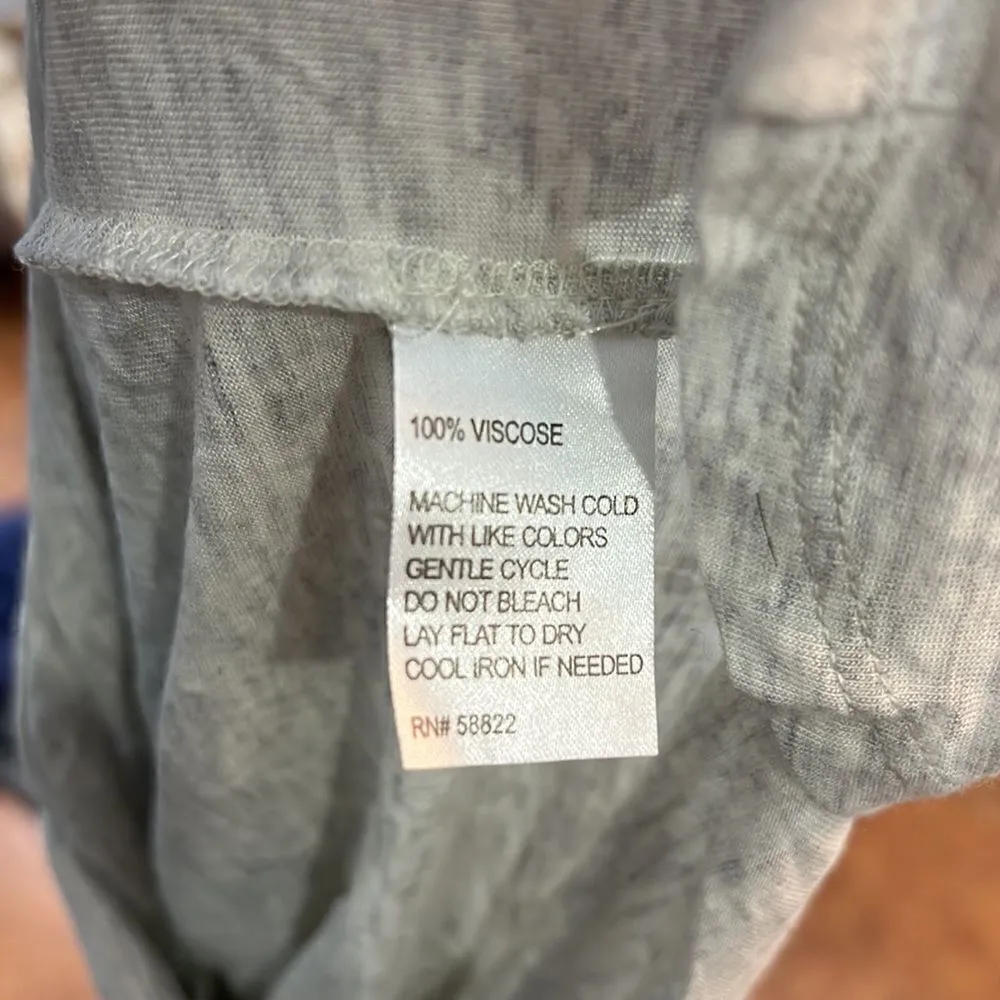 100% VISCOSE
MACHINE WASH COLD
WITH LIKE COLORS
GENTLE CYCLE
DO NOT BLEACH
LAY FLAT TO DRY
COOL IRON IF NEEDED
RN# 58822